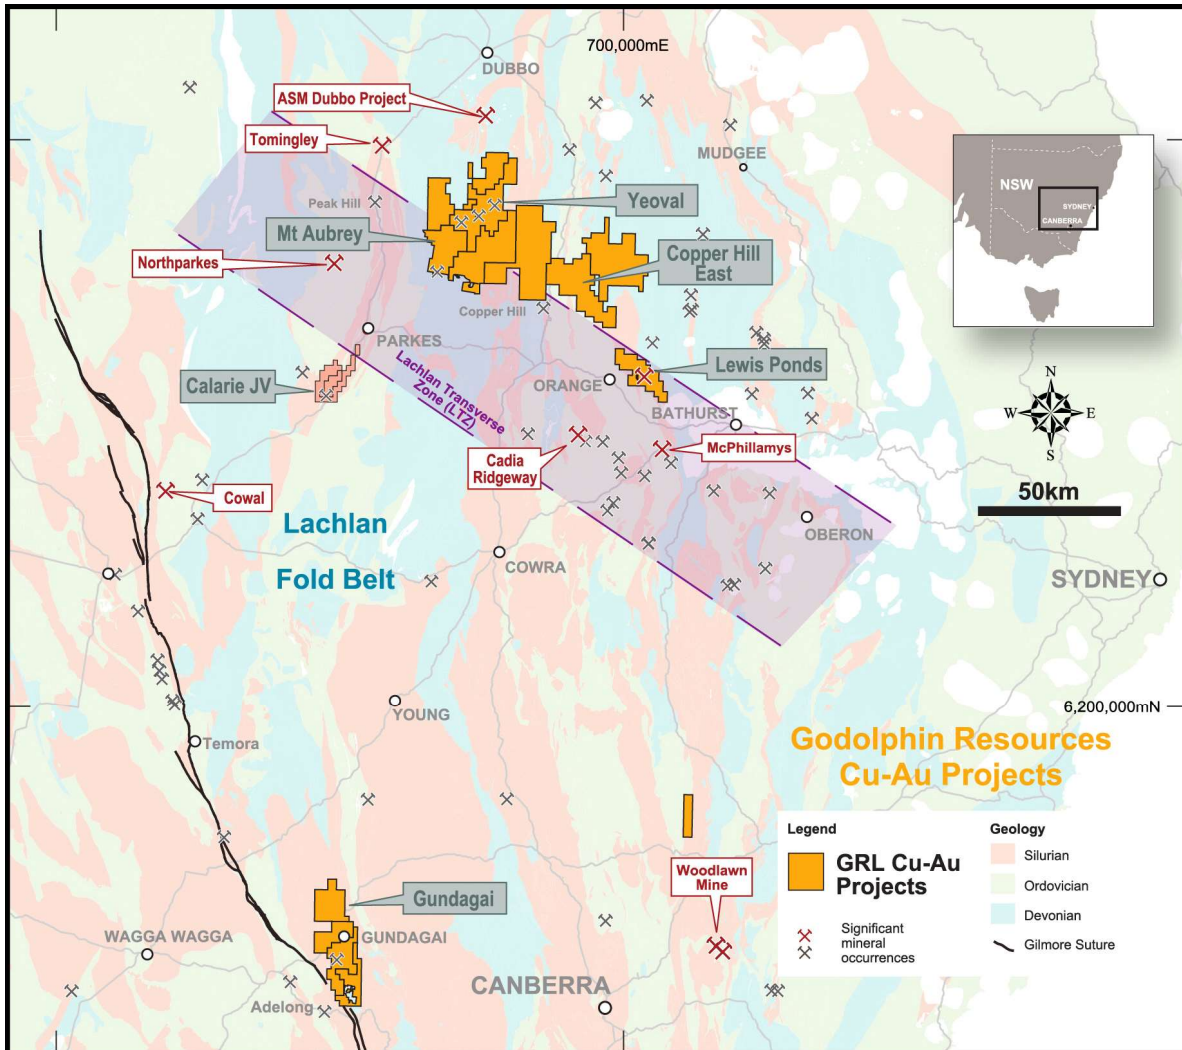 700,000mE
DUBBO
ASM Dubbo Project
Tomingley
MUDGEE
NSW
SYDNEY
CANBERRA
Peak Hill
Yeoval
Mt Aubrey
Northparkes
Copper Hill
East
Copper Hill
PARKES
Lachlan Transverse
Zone (LTZ)
Calarie JV
ORANGE
Lewis Ponds
BATHURST
N
W
E
S
Cadia
Ridgeway
McPhillamys
50km
Cowal
Lachlan
Fold Belt
OBERON
COWRA
SYDNEY
YOUNG
6,200,000mN
Temora
Godolphin Resources
Cu-Au Projects
Legend
GRL Cu-Au
Projects
Significant
mineral
occurrences
Geology
Silurian
Ordovician
Devonian
Gilmore Suture
Woodlawn
Mine
Gundagai
WAGGA WAGGA
GUNDAGAI
CANBERRA
Adelong